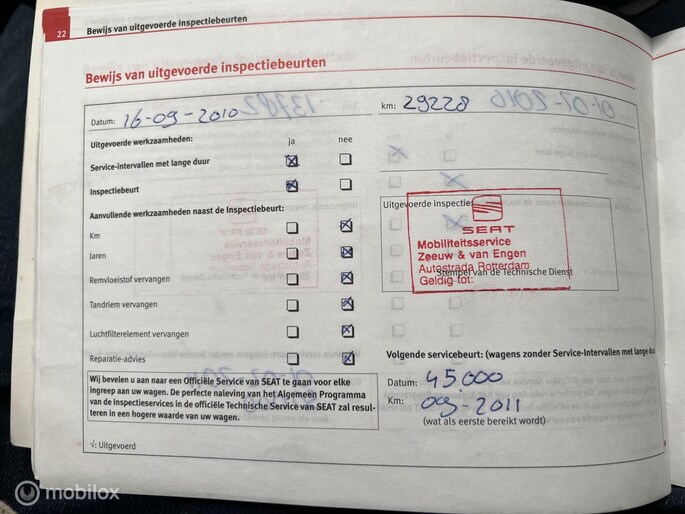 22 Bewijs van uitgevoerde inspectiebeurten
Bewijs van uitgevoerde inspectiebeurten
Datum: 16-09-2010 km: 29228
Uitgevoerde werkzaamheden: ja nee
Service-intervallen met lange duur
Inspectiebeurt
Aanvullende werkzaamheden naast de Inspectiebeurt:
Km
Jaren
Remvloeistof vervangen
Tandriem vervangen
Luchtfilterelement vervangen
Reparatie-advies
Uitgevoerde inspectie
SEAT
Mobiliteitsservice
Zeeuw & van Engen
Autostrada Rotterdam
Geldig tot:
Stempel van de Technische Dienst
Volgende servicebeurt: (wagens zonder Service-Intervallen met lange
Datum: 45.000
Km: 09-2011
(wat als eerste bereikt wordt)
Wij bevelen u aan naar een Officiële Service van SEAT te gaan voor elke
ingreep aan uw wagen. De perfecte naleving van het Algemeen Programma
van de Inspectieservices in de officiële Technische Service van SEAT zal resul-
teren in een hogere waarde van uw wagen.
√: Uitgevoerd
© mobilox